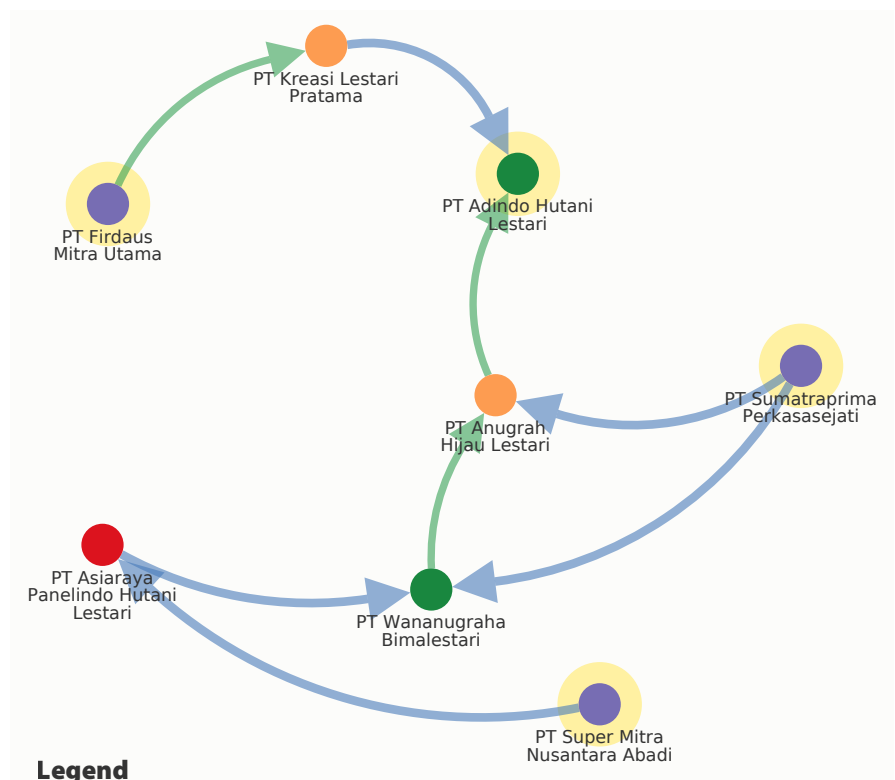 PT Kreasi Lestari
Pratama
PT Adindo Hutani
Lestari
PT Firdaus
Mitra Utama
PT Sumatraprima
Perkasasejati
PT Anugrah
Hijau Lestari
PT Asiaraya
Panelindo Hutani
Lestari
PT Wananugraha
Bimalestari
PT Super Mitra
Nusantara Abadi
Legend